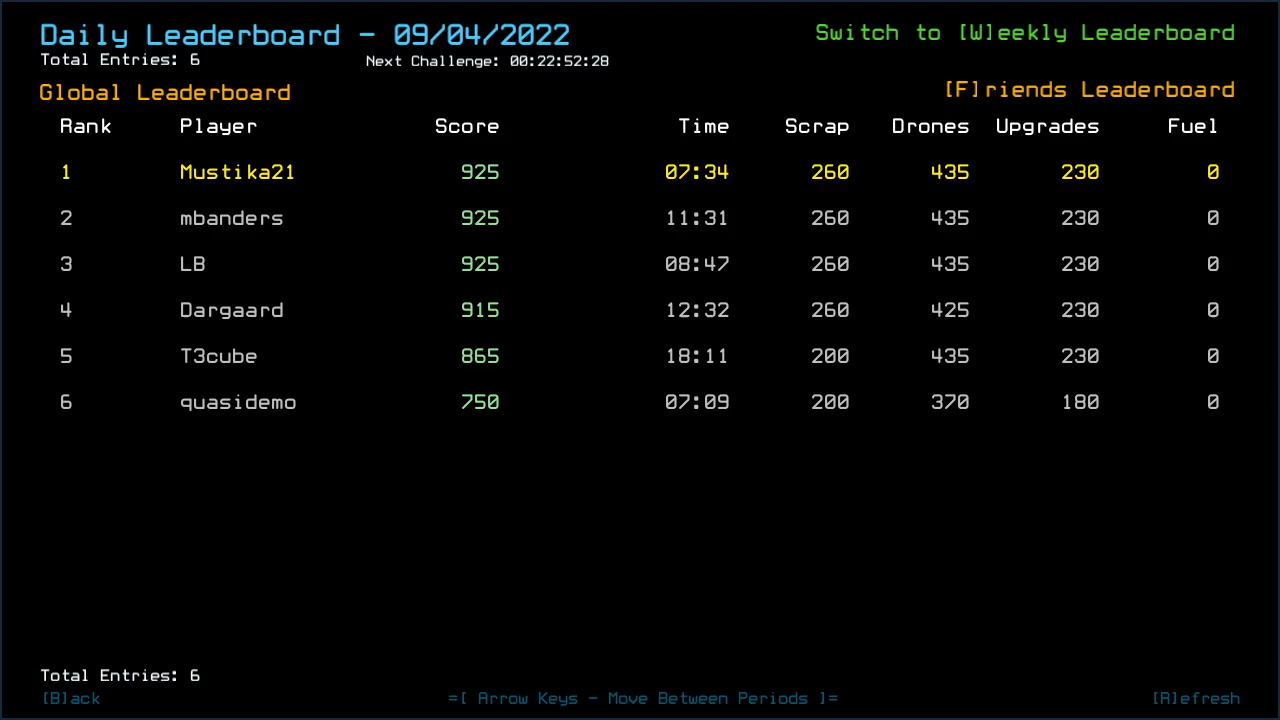 Daily Leaderboard - 09/04/2022 Switch to [W]eekly Leaderboard
Total Entries: 6 Next Challenge: 00:22:52:28
Global Leaderboard [F]riends Leaderboard
Rank Player Score Time Scrap Drones Upgrades Fuel
1 Mustika21 925 07:34 260 435 230 0
2 mbanders 925 11:31 260 435 230 0
3 LB 925 08:47 260 435 230 0
4 Dargaard 915 12:32 260 425 230 0
5 T3cube 865 18:11 200 435 230 0
6 quasidemo 750 07:09 200 370 180 0
Total Entries: 6
[B]ack =[ Arrow Keys - Move Between Periods ]= [R]efresh